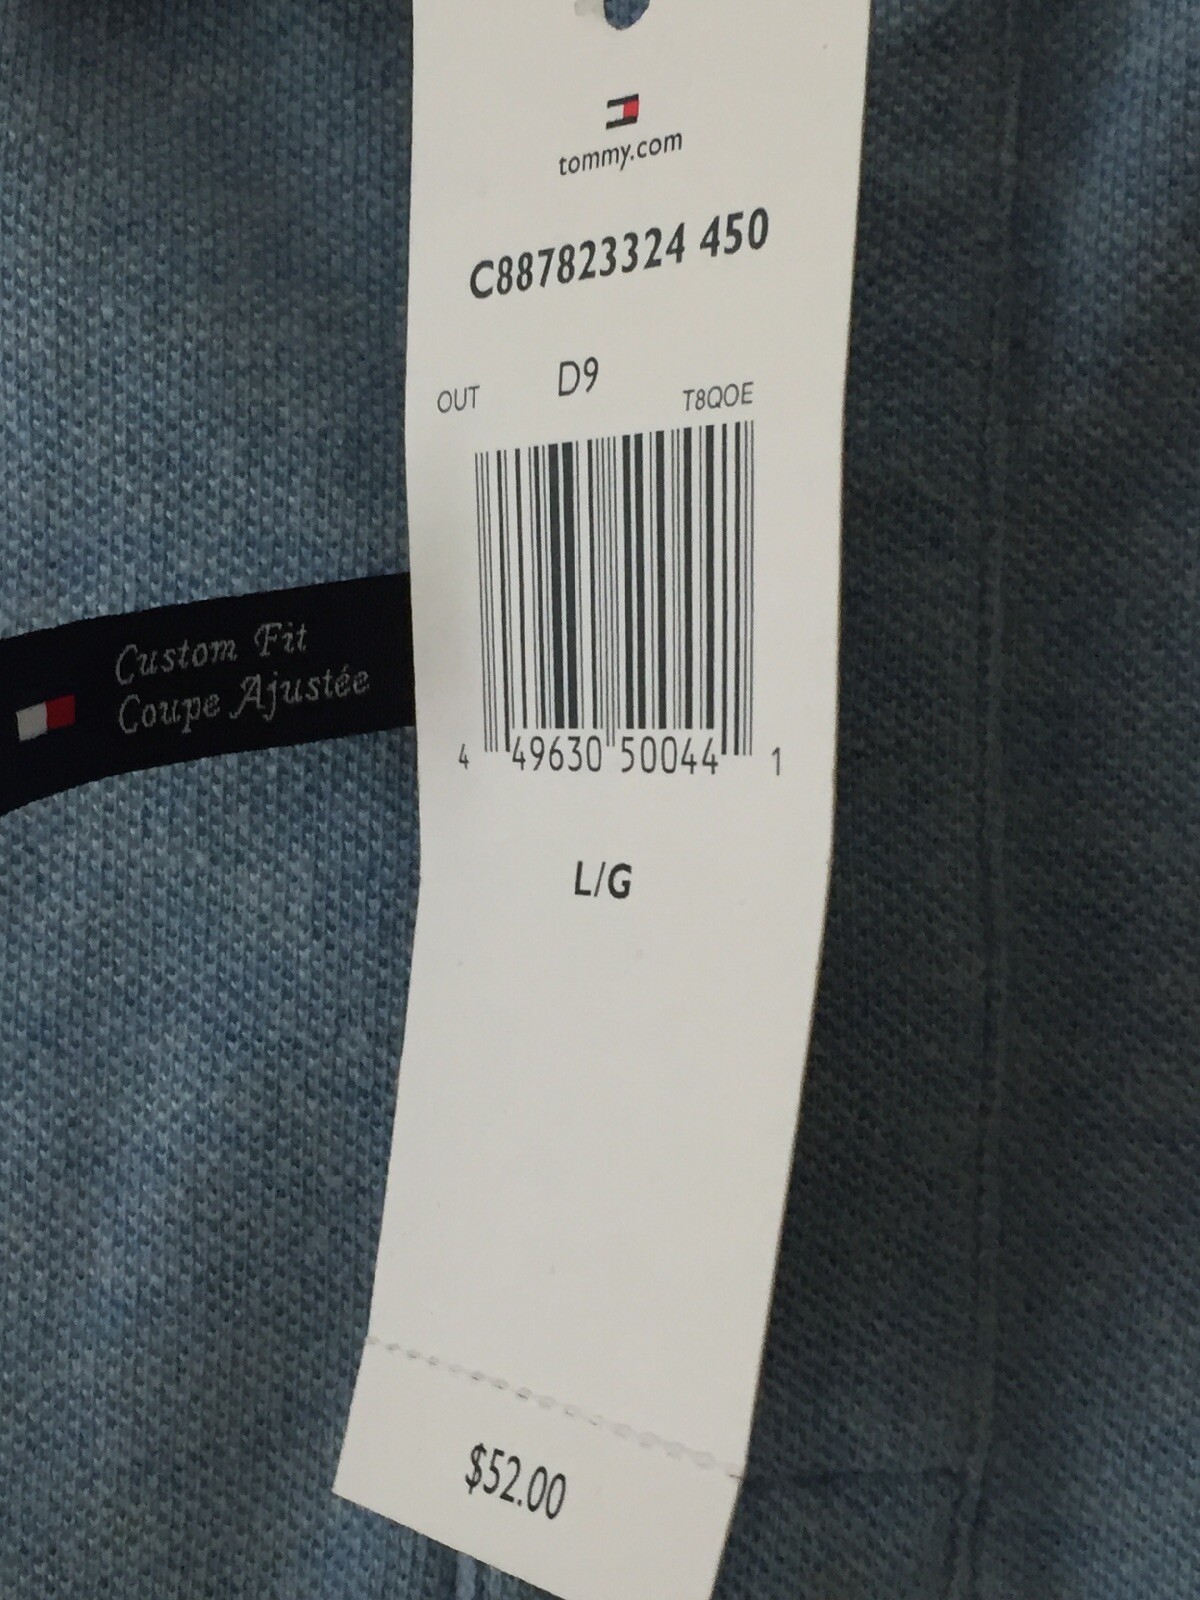 tommy.com
C887823324 450
D9
OUT T8QOE
4 49630 50044 1
L/G
$52.00
Custom Fit
Coupe Ajustée